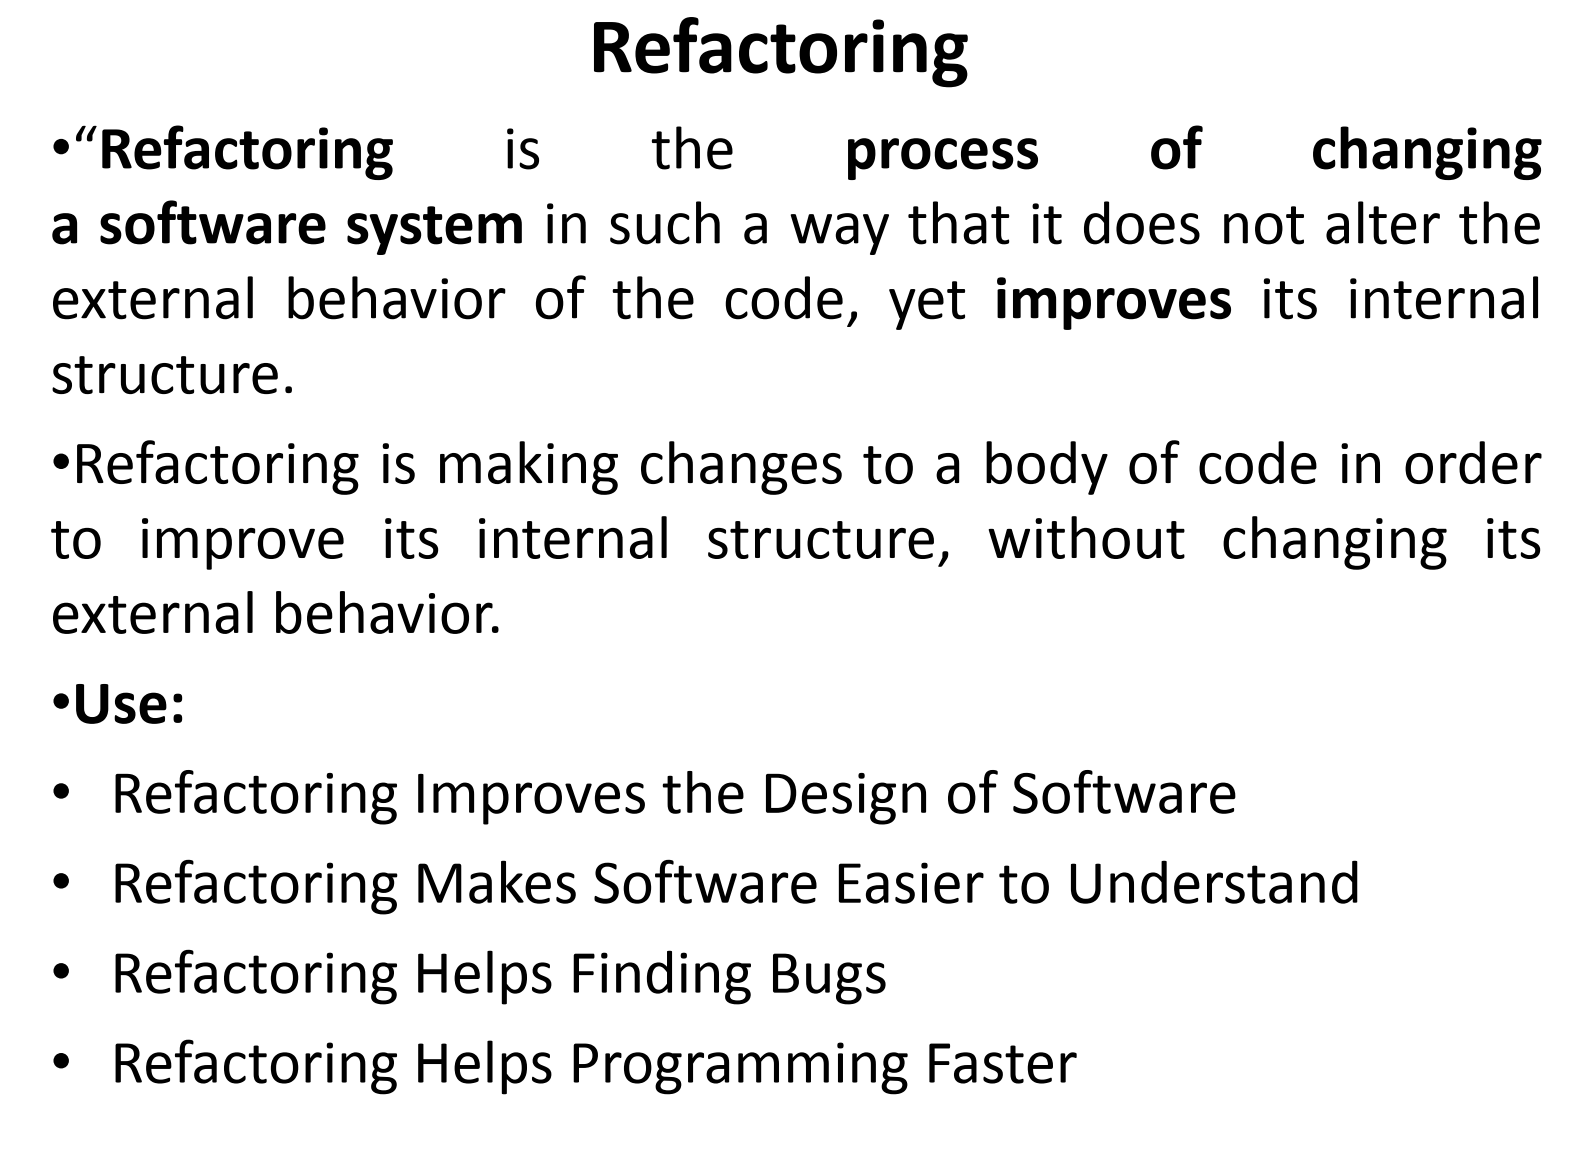 Refactoring
•“Refactoring is the process of changing
a software system in such a way that it does not alter the
external behavior of the code, yet improves its internal
structure.
•Refactoring is making changes to a body of code in order
to improve its internal structure, without changing its
external behavior.
•Use:
• Refactoring Improves the Design of Software
• Refactoring Makes Software Easier to Understand
• Refactoring Helps Finding Bugs
• Refactoring Helps Programming Faster